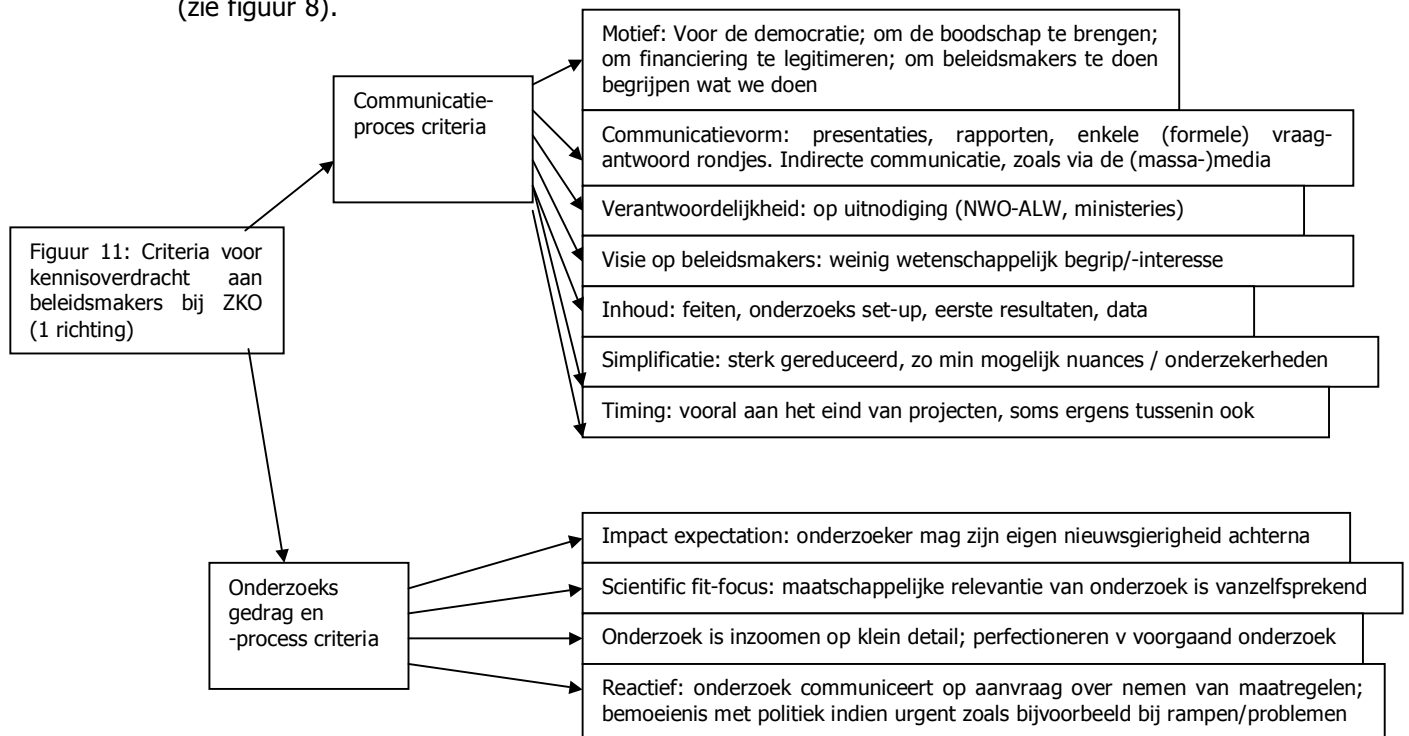 (zie figuur 8).
Motief: Voor de democratie; om de boodschap te brengen;
om financiering te legitimeren; om beleidsmakers te doen
begrijpen wat we doen
Communicatie-
proces criteria
Communicatievorm: presentaties, rapporten, enkele (formele) vraag-
antwoord rondjes. Indirecte communicatie, zoals via de (massa-)media
Verantwoordelijkheid: op uitnodiging (NWO-ALW, ministeries)
Visie op beleidsmakers: weinig wetenschappelijk begrip/-interesse
Inhoud: feiten, onderzoeks set-up, eerste resultaten, data
Simplificatie: sterk gereduceerd, zo min mogelijk nuances / onderzekerheden
Timing: vooral aan het eind van projecten, soms ergens tussenin ook
Figuur 11: Criteria voor
kennisoverdracht aan
beleidsmakers bij ZKO
(1 richting)
Onderzoeks
gedrag en
-process criteria
Impact expectation: onderzoeker mag zijn eigen nieuwsgierigheid achterna
Scientific fit-focus: maatschappelijke relevantie van onderzoek is vanzelfsprekend
Onderzoek is inzoomen op klein detail; perfectioneren v voorgaand onderzoek
Reactief: onderzoek communiceert op aanvraag over nemen van maatregelen;
bemoeienis met politiek indien urgent zoals bijvoorbeeld bij rampen/problemen